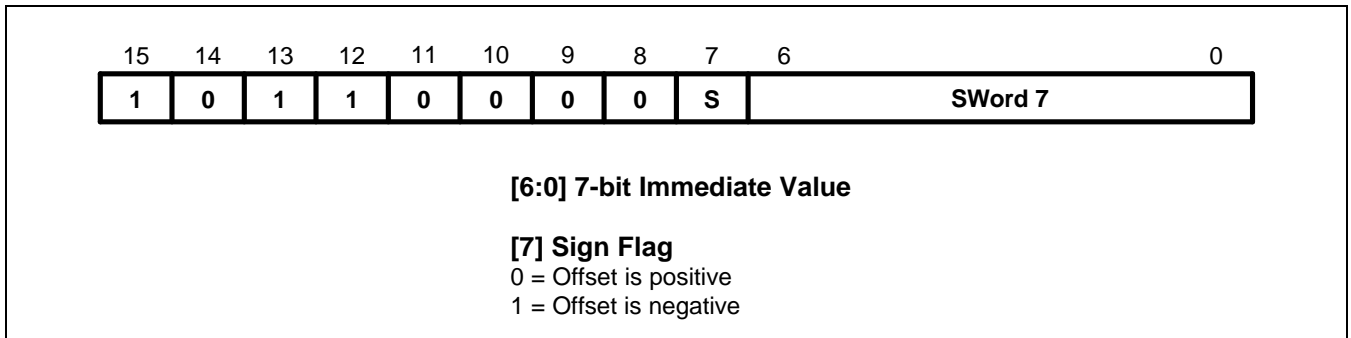 15 14 13 12 11 10 9 8 7 6 0
1 0 1 1 0 0 0 0 S SWord 7
[6:0] 7-bit Immediate Value
[7] Sign Flag
0 = Offset is positive
1 = Offset is negative